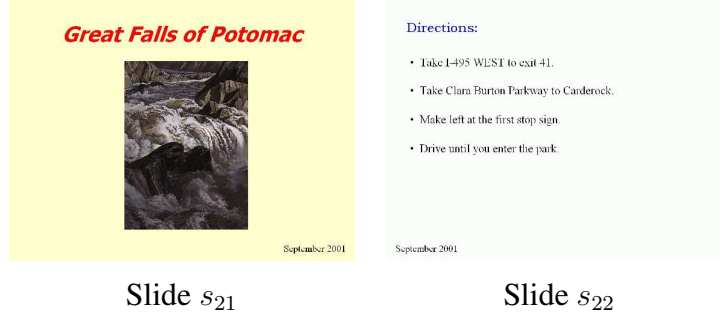 Great Falls of Potomac
September 2001
Slide s₂₁
Directions:
• Take I-495 WEST to exit 41.
• Take Clara Burton Parkway to Carderock.
• Make left at the first stop sign.
• Drive until you enter the park.
September 2001
Slide s₂₂